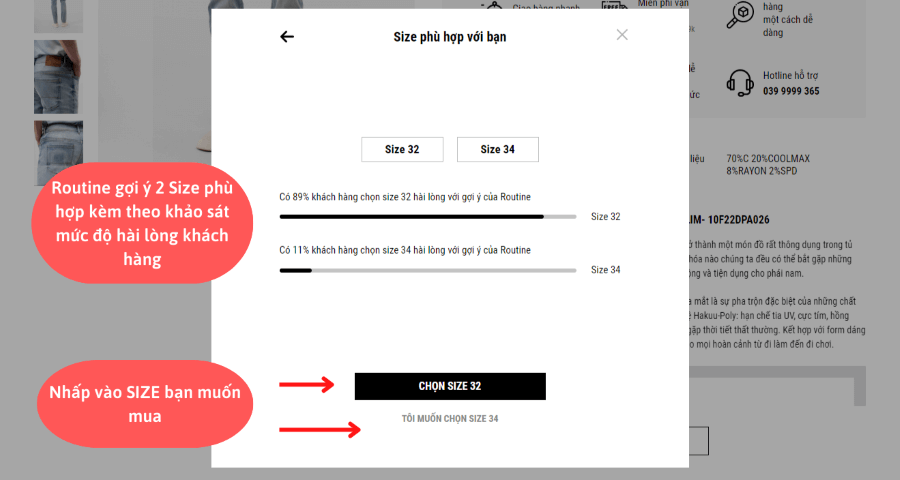 Giao hàng nhanh
FREE
Miễn phí vận
hàng
một cách dễ
dàng
Size phù hợp với bạn
Hotline hỗ trợ
039 9999 365
ức
Size 32
Size 34
liệu
70%C 20%COOLMAX
8%RAYON 2%SPD
Routine gợi ý 2 Size phù
hợp kèm theo khảo sát
mức độ hài lòng khách
hàng
Có 89% khách hàng chọn size 32 hài lòng với gợi ý của Routine
Size 32
UM- 10F22DPA026
Có 11% khách hàng chọn size 34 hài lòng với gợi ý của Routine
Size 34
ở thành một món đồ rất thông dụng trong tủ
hóa nào chúng ta đều có thể bắt gặp những
ộng và tiện dụng cho phái nam.
a mắt là sự pha trộn đặc biệt của những chất
ệ Hakuu-Poly: hạn chế tia UV, cực tím, hồng
gặp thời tiết thất thường. Kết hợp với form dáng
o mọi hoàn cảnh từ đi làm đến đi chơi.
Nhấp vào SIZE bạn muốn
mua
CHỌN SIZE 32
TÔI MUỐN CHỌN SIZE 34